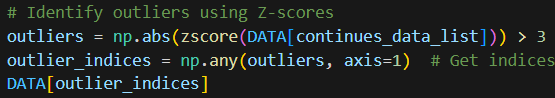 # Identify outliers using Z-scores
outliers = np.abs(zscore(DATA[continues_data_list])) > 3
outlier_indices = np.any(outliers, axis=1)  # Get indices
DATA[outlier_indices]